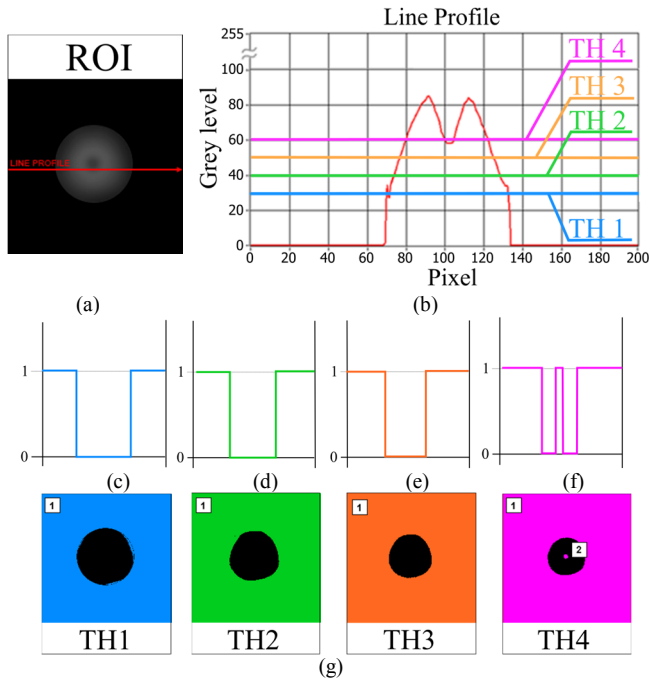 ROI
LINE PROFILE
(a)
Line Profile
Grey level
255
100
80
60
40
20
0
TH 4
TH 3
TH 2
TH 1
0 20 40 60 80 100 120 140 160 180 200
Pixel
(b)
1
0
(c)
1
0
(d)
1
0
(e)
1
0
(f)
1
TH1
1
TH2
1
TH3
1
2
TH4
(g)